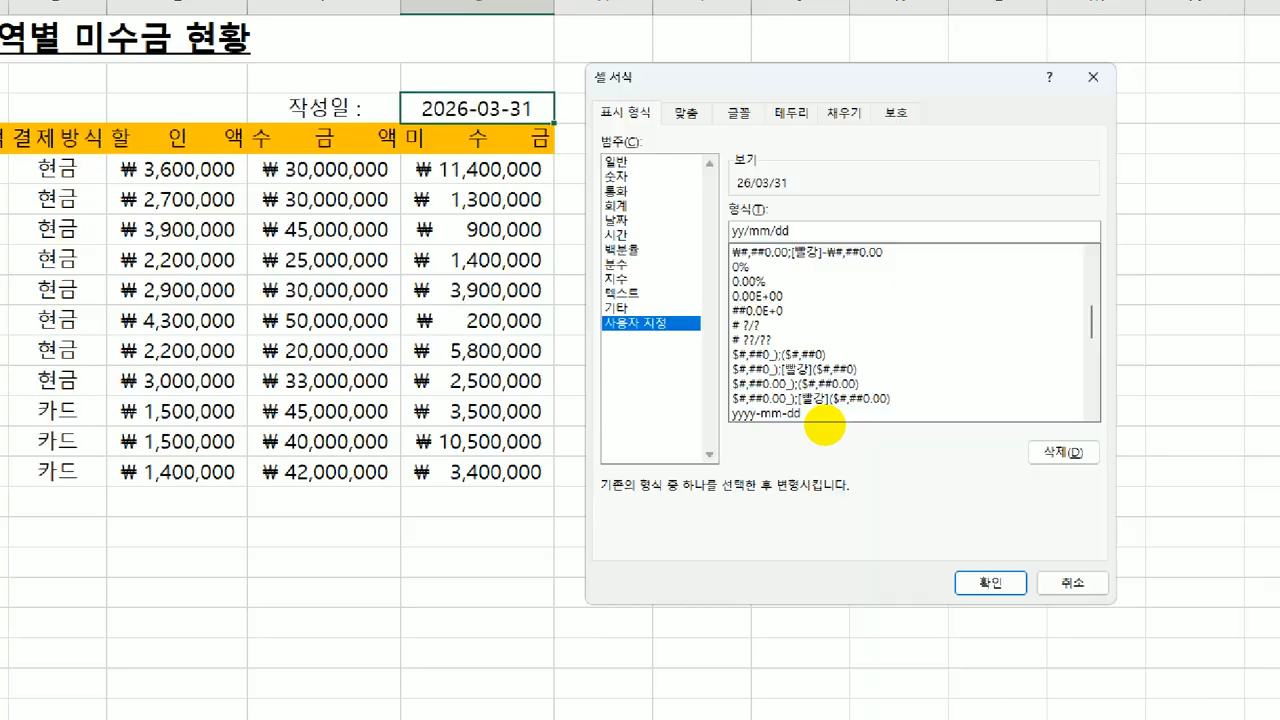 역별 미수금 현황
작성일 : 2026-03-31
결제방식 할 인 액 수 금 액 미 수 금
현금 ₩ 3,600,000 ₩ 30,000,000 ₩ 11,400,000
현금 ₩ 2,700,000 ₩ 30,000,000 ₩ 1,300,000
현금 ₩ 3,900,000 ₩ 45,000,000 ₩ 900,000
현금 ₩ 2,200,000 ₩ 25,000,000 ₩ 1,400,000
현금 ₩ 2,900,000 ₩ 30,000,000 ₩ 3,900,000
현금 ₩ 4,300,000 ₩ 50,000,000 ₩ 200,000
현금 ₩ 2,200,000 ₩ 20,000,000 ₩ 5,800,000
현금 ₩ 3,000,000 ₩ 33,000,000 ₩ 2,500,000
카드 ₩ 1,500,000 ₩ 45,000,000 ₩ 3,500,000
카드 ₩ 1,500,000 ₩ 40,000,000 ₩ 10,500,000
카드 ₩ 1,400,000 ₩ 42,000,000 ₩ 3,400,000
셀 서식
표시 형식 맞춤 글꼴 테두리 채우기 보호
범주(C):
일반
숫자
통화
회계
날짜
시간
백분율
분수
지수
텍스트
기타
사용자 지정
보기
26/03/31
형식(T):
yy/mm/dd
₩#,##0.00;[빨강]-₩#,##0.00
0%
0.00%
0.00E+00
##0.0E+0
# ?/?
# ??/??
$#,##0_);($#,##0)
$#,##0_);[빨강]($#,##0)
$#,##0.00_);($#,##0.00)
$#,##0.00_);[빨강]($#,##0.00)
yyyy-mm-dd
삭제(D)
기존의 형식 중 하나를 선택한 후 변형시킵니다.
확인 취소